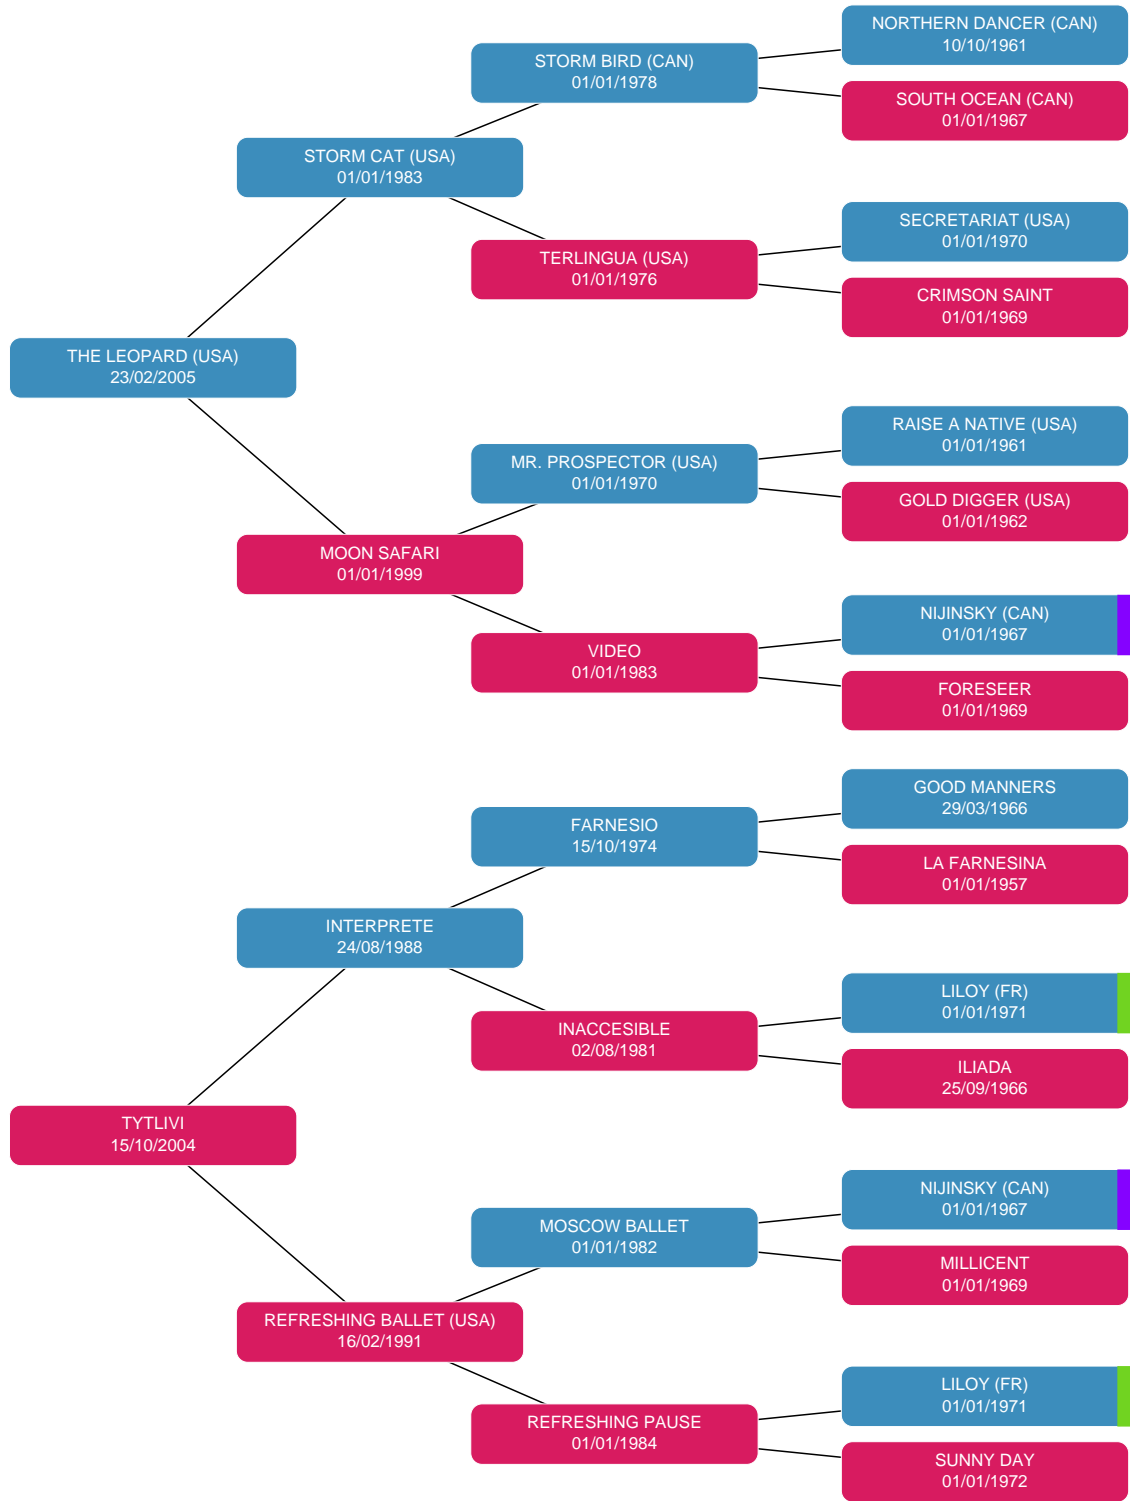 NORTHERN DANCER (CAN)
10/10/1961
STORM BIRD (CAN)
01/01/1978
SOUTH OCEAN (CAN)
01/01/1967
STORM CAT (USA)
01/01/1983
SECRETARIAT (USA)
01/01/1970
TERLINGUA (USA)
01/01/1976
CRIMSON SAINT
01/01/1969
THE LEOPARD (USA)
23/02/2005
RAISE A NATIVE (USA)
01/01/1961
MR. PROSPECTOR (USA)
01/01/1970
GOLD DIGGER (USA)
01/01/1962
MOON SAFARI
01/01/1999
NIJINSKY (CAN)
01/01/1967
VIDEO
01/01/1983
FORESEER
01/01/1969
GOOD MANNERS
29/03/1966
FARNESIO
15/10/1974
LA FARNESINA
01/01/1957
INTERPRETE
24/08/1988
LILOY (FR)
01/01/1971
INACCESIBLE
02/08/1981
ILIADA
25/09/1966
TYTLIVI
15/10/2004
NIJINSKY (CAN)
01/01/1967
MOSCOW BALLET
01/01/1982
MILLICENT
01/01/1969
REFRESHING BALLET (USA)
16/02/1991
LILOY (FR)
01/01/1971
REFRESHING PAUSE
01/01/1984
SUNNY DAY
01/01/1972